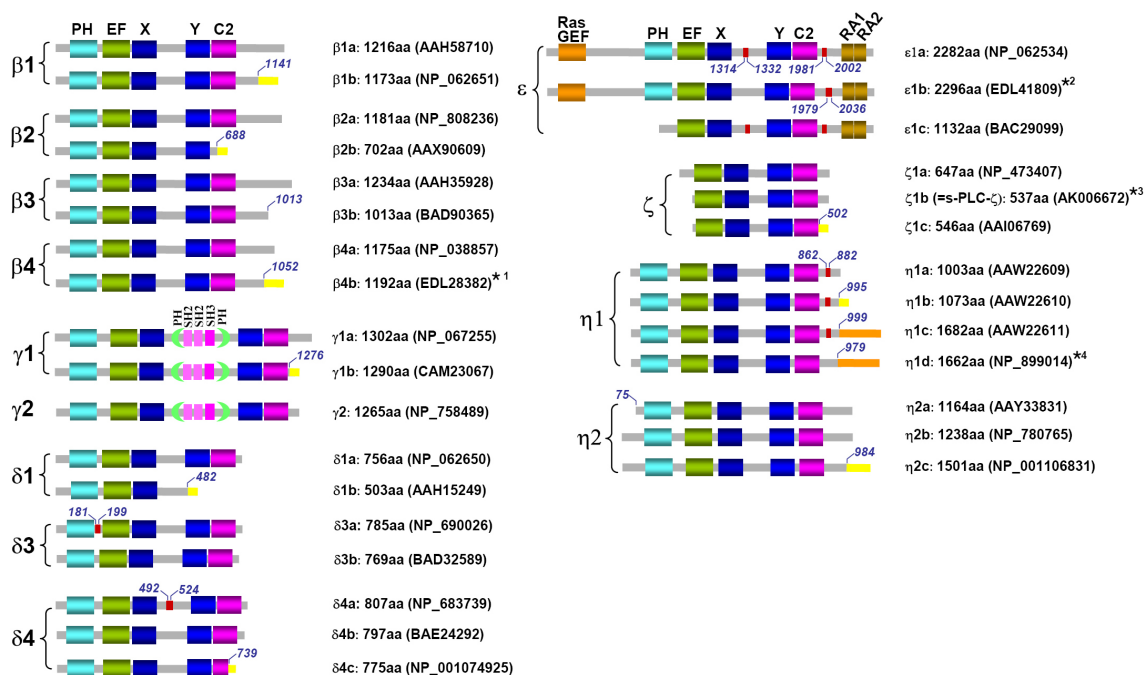 PH EF X Y C2
β1
β1a: 1216aa (AAH58710)
1141
β1b: 1173aa (NP_062651)
β2
β2a: 1181aa (NP_808236)
688
β2b: 702aa (AAX90609)
β3
β3a: 1234aa (AAH35928)
1013
β3b: 1013aa (BAD90365)
β4
β4a: 1175aa (NP_038857)
1052
β4b: 1192aa (EDL28382)*1
PH SH2 SH2 SH3 PH
γ1
γ1a: 1302aa (NP_067255)
1276
γ1b: 1290aa (CAM23067)
γ2
γ2: 1265aa (NP_758489)
δ1
δ1a: 756aa (NP_062650)
482
δ1b: 503aa (AAH15249)
δ3
181 199
δ3a: 785aa (NP_690026)
δ3b: 769aa (BAD32589)
δ4
492 524
δ4a: 807aa (NP_683739)
δ4b: 797aa (BAE24292)
739
δ4c: 775aa (NP_001074925)
Ras GEF PH EF X Y C2 RA1 RA2
ε
ε1a: 2282aa (NP_062534)
1314 1332 1981 2002
ε1b: 2296aa (EDL41809)*2
1979 2036
ε1c: 1132aa (BAC29099)
ζ
ζ1a: 647aa (NP_473407)
ζ1b (=s-PLC-ζ): 537aa (AK006672)*3
502
ζ1c: 546aa (AAI06769)
η1
862 882
η1a: 1003aa (AAW22609)
995
η1b: 1073aa (AAW22610)
999
η1c: 1682aa (AAW22611)
979
η1d: 1662aa (NP_899014)*4
η2
75
η2a: 1164aa (AAY33831)
η2b: 1238aa (NP_780765)
984
η2c: 1501aa (NP_001106831)